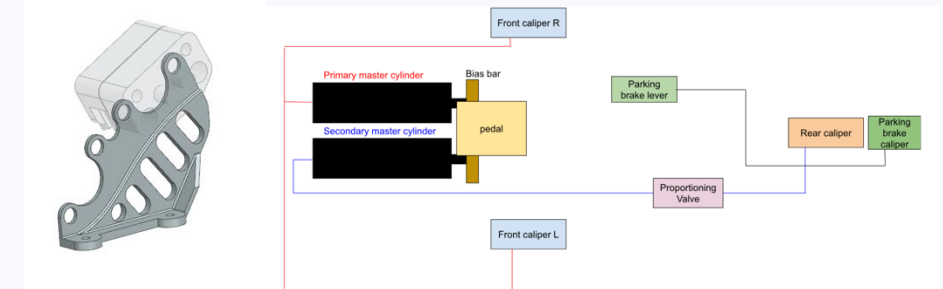 Front caliper R
Primary master cylinder
Bias bar
pedal
Secondary master cylinder
Parking
brake lever
Rear caliper
Parking
brake
caliper
Proportioning
Valve
Front caliper L